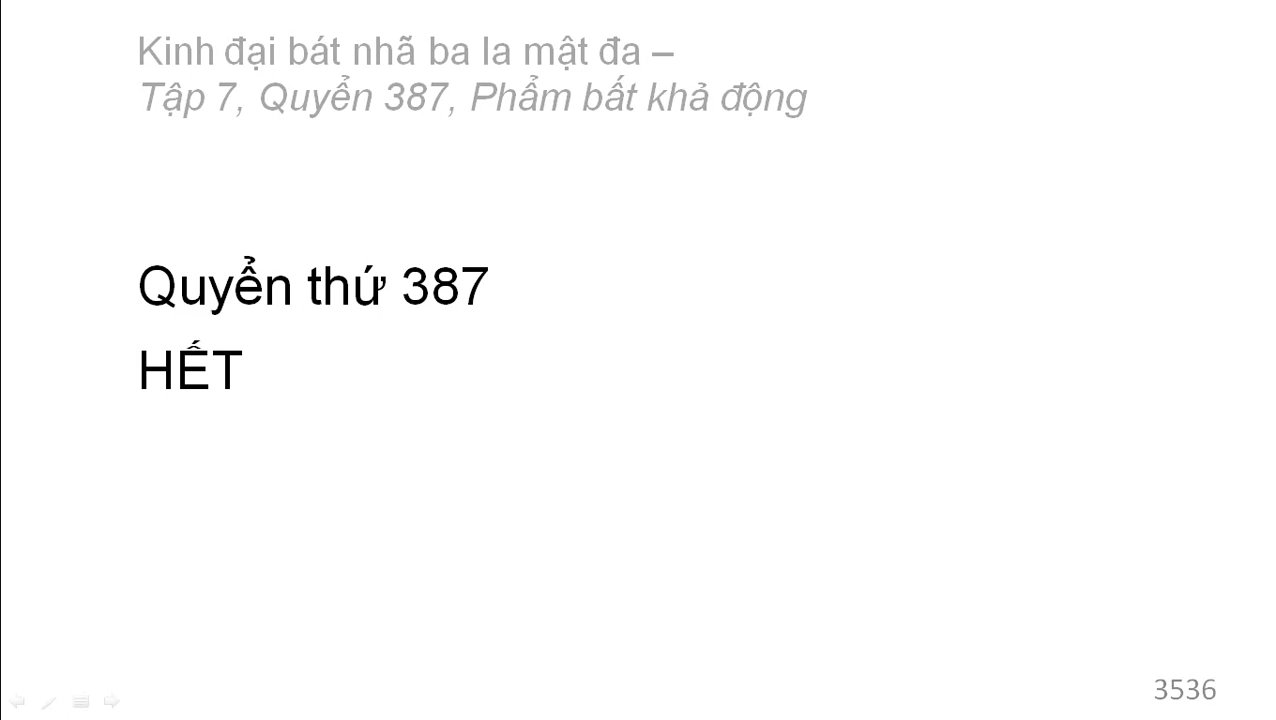 Kinh đại bát nhã ba la mật đa –
Tập 7, Quyển 387, Phẩm bất khả động
Quyển thứ 387
HẾT
3536